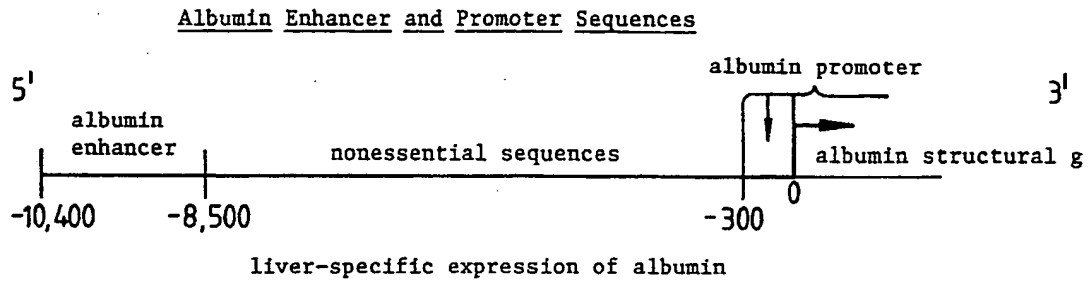 Albumin Enhancer and Promoter Sequences
albumin promoter
5'
3'
albumin
enhancer
nonessential sequences
albumin structural g
-10,400
-8,500
-300
0
liver-specific expression of albumin